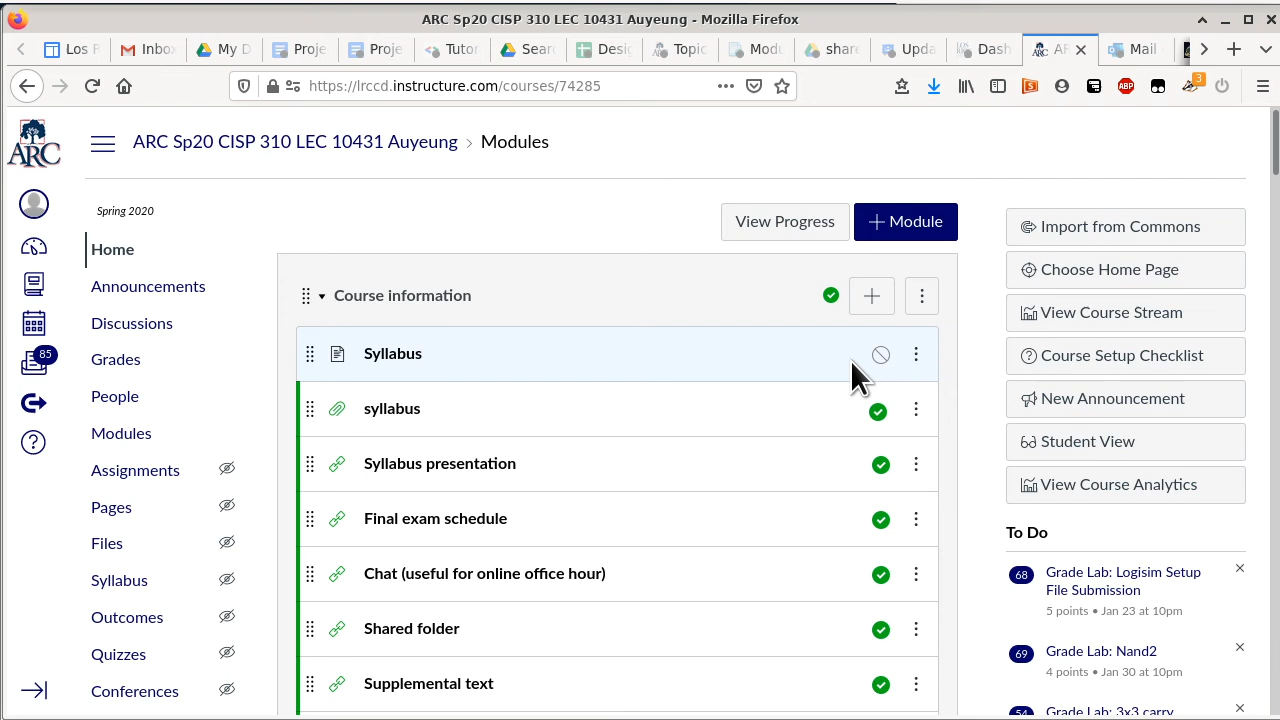 ARC Sp20 CISP 310 LEC 10431 Auyeung - Mozilla Firefox
Los P
Inbo
My D
Proje
Proje
Tutor
Sear
Desi
Topi
Modu
share
Upda
Dash
AR
Mail
https://lrccd.instructure.com/courses/74285
ABP
3
ARC
ARC Sp20 CISP 310 LEC 10431 Auyeung › Modules
Spring 2020
View Progress
Module
Home
Announcements
Discussions
Grades
People
Modules
Assignments
Pages
Files
Syllabus
Outcomes
Quizzes
Conferences
85
Course information
Syllabus
syllabus
Syllabus presentation
Final exam schedule
Chat (useful for online office hour)
Shared folder
Supplemental text
Import from Commons
Choose Home Page
View Course Stream
Course Setup Checklist
New Announcement
Student View
View Course Analytics
To Do
68
Grade Lab: Logisim Setup
File Submission
5 points • Jan 23 at 10pm
69
Grade Lab: Nand2
4 points • Jan 30 at 10pm
54
Grade Lab: 3x3 carry